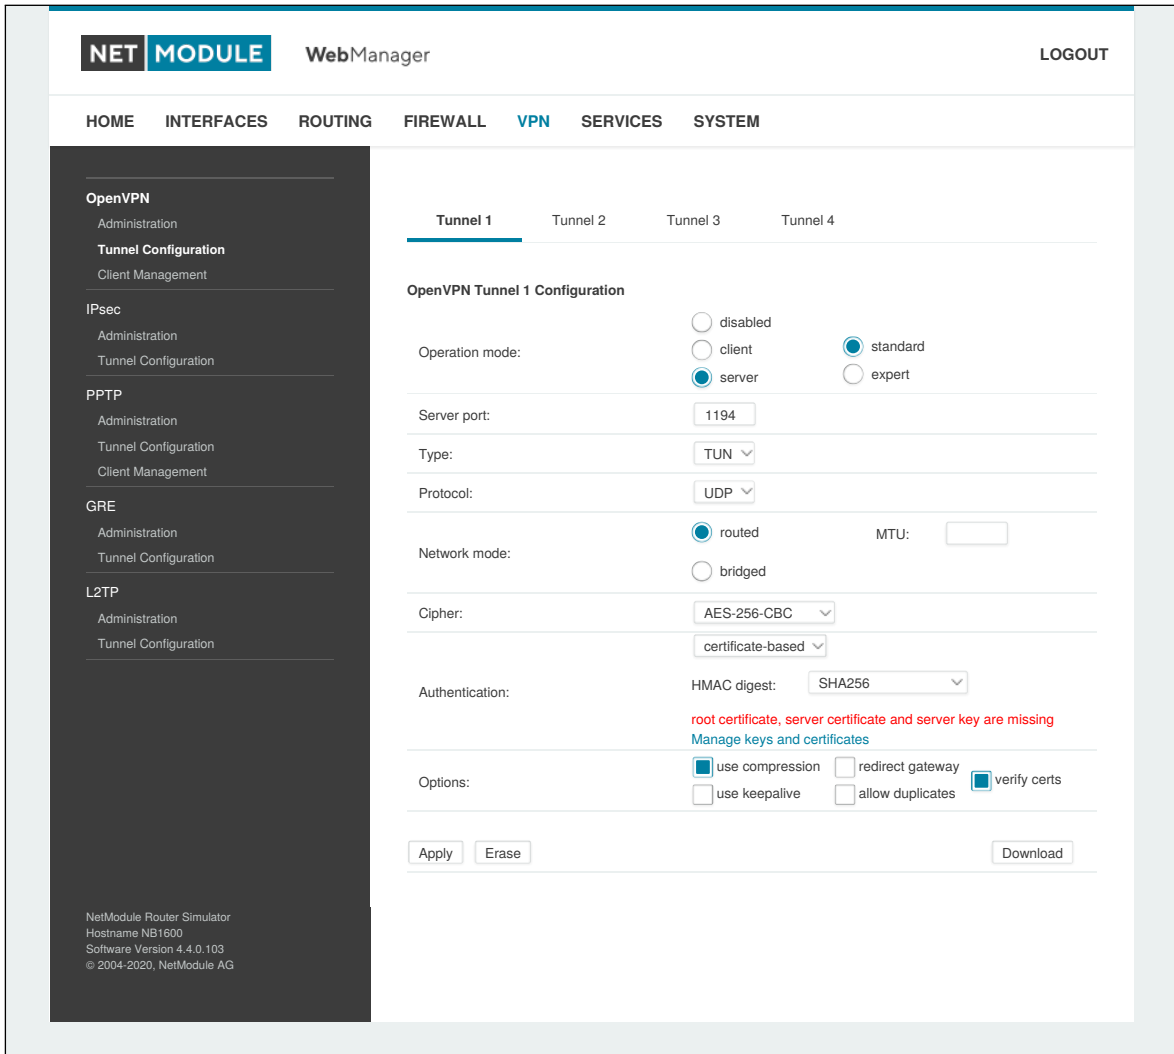 NET MODULE WebManager LOGOUT
HOME INTERFACES ROUTING FIREWALL VPN SERVICES SYSTEM
OpenVPN
Administration
Tunnel Configuration
Client Management
IPsec
Administration
Tunnel Configuration
PPTP
Administration
Tunnel Configuration
Client Management
GRE
Administration
Tunnel Configuration
L2TP
Administration
Tunnel Configuration
NetModule Router Simulator
Hostname NB1600
Software Version 4.4.0.103
© 2004-2020, NetModule AG
Tunnel 1 Tunnel 2 Tunnel 3 Tunnel 4
OpenVPN Tunnel 1 Configuration
Operation mode:
disabled
client
server
standard
expert
Server port: 1194
Type: TUN
Protocol: UDP
Network mode:
routed
bridged
MTU:
Cipher: AES-256-CBC
Authentication:
certificate-based
HMAC digest: SHA256
root certificate, server certificate and server key are missing
Manage keys and certificates
Options:
use compression redirect gateway verify certs
use keepalive allow duplicates
Apply Erase Download